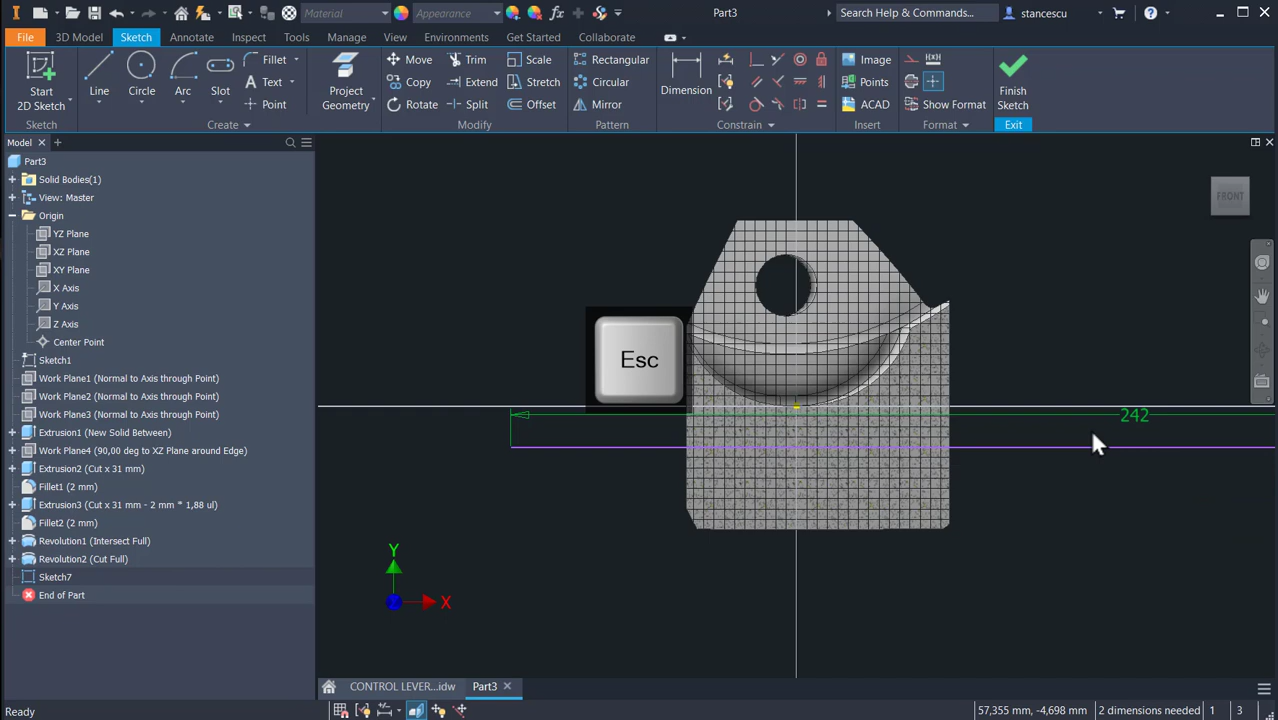 Material
Appearance
Part3
Search Help & Commands...
stancescu
File
3D Model
Sketch
Annotate
Inspect
Tools
Manage
View
Environments
Get Started
Collaborate
Start
2D Sketch
Line
Circle
Arc
Slot
Fillet
Text
Point
Project
Geometry
Move
Copy
Rotate
Trim
Extend
Split
Scale
Stretch
Offset
Rectangular
Circular
Mirror
Dimension
Image
Points
ACAD
Show Format
Finish
Sketch
Sketch
Create
Modify
Pattern
Constrain
Insert
Format
Exit
Model
Part3
Solid Bodies(1)
View: Master
Origin
YZ Plane
XZ Plane
XY Plane
X Axis
Y Axis
Z Axis
Center Point
Sketch1
Work Plane1 (Normal to Axis through Point)
Work Plane2 (Normal to Axis through Point)
Work Plane3 (Normal to Axis through Point)
Extrusion1 (New Solid Between)
Work Plane4 (90,00 deg to XZ Plane around Edge)
Extrusion2 (Cut x 31 mm)
Fillet1 (2 mm)
Extrusion3 (Cut x 31 mm - 2 mm * 1,88 ul)
Fillet2 (2 mm)
Revolution1 (Intersect Full)
Revolution2 (Cut Full)
Sketch7
End of Part
FRONT
Esc
242
Y
X
Z
CONTROL LEVER...idw
Part3
Ready
57,355 mm, -4,698 mm
2 dimensions needed
1
3